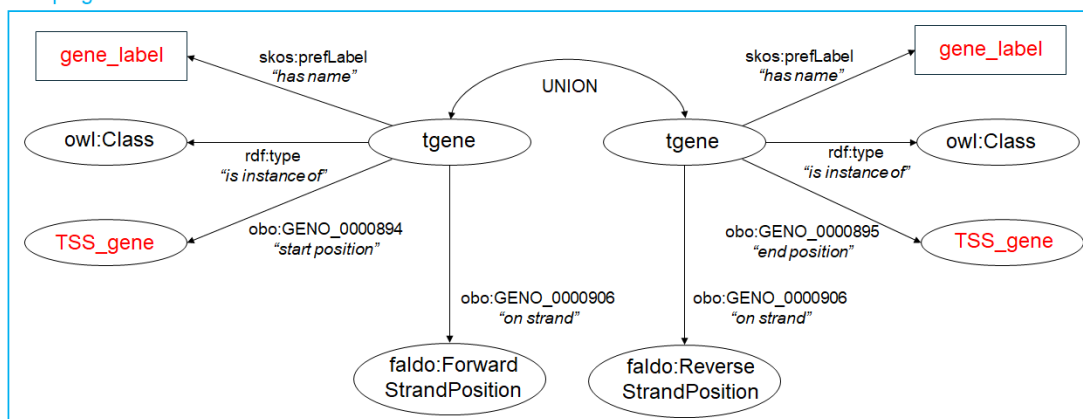 gene_label
skos:prefLabel
"has name"
UNION
skos:prefLabel
"has name"
gene_label
owl:Class
rdf:type
"is instance of"
tgene
tgene
rdf:type
"is instance of"
owl:Class
TSS_gene
obo:GENO_0000894
"start position"
obo:GENO_0000895
"end position"
TSS_gene
obo:GENO_0000906
"on strand"
obo:GENO_0000906
"on strand"
faldo:Forward
StrandPosition
faldo:Reverse
StrandPosition